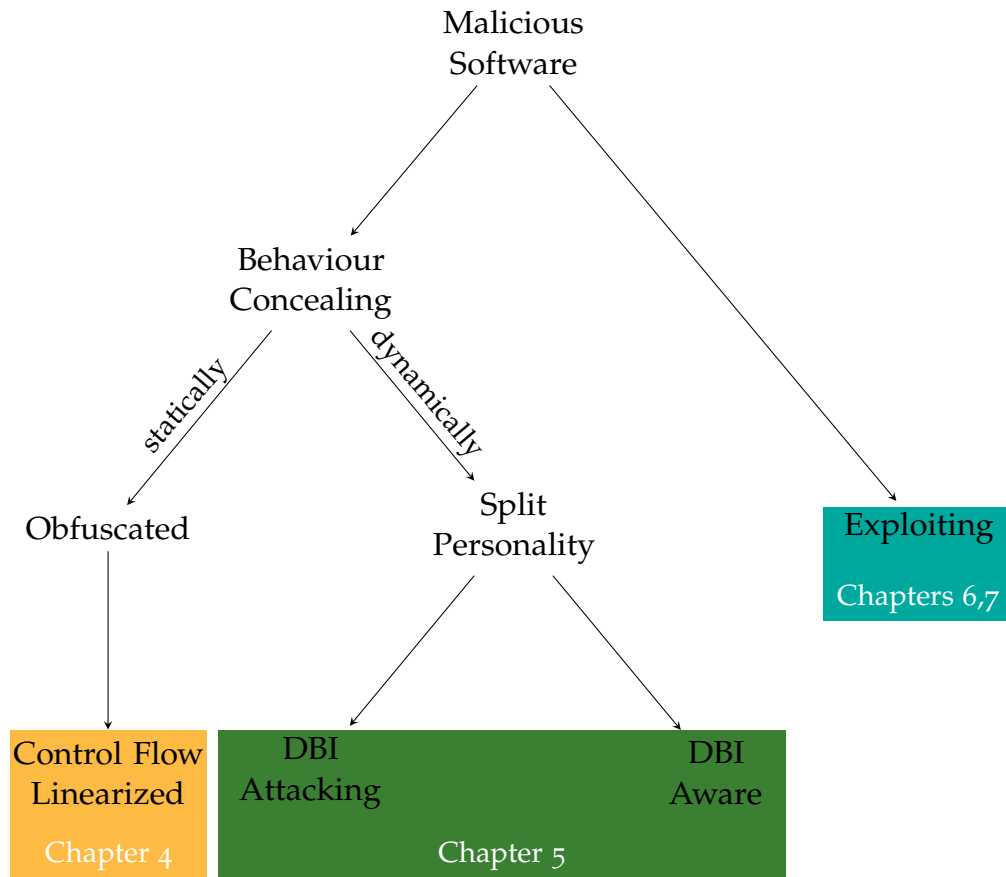 Malicious
Software
Behaviour
Concealing
statically
dynamically
Obfuscated
Split
Personality
Exploiting
Chapters 6,7
Control Flow
Linearized
Chapter 4
DBI
Attacking
DBI
Aware
Chapter 5